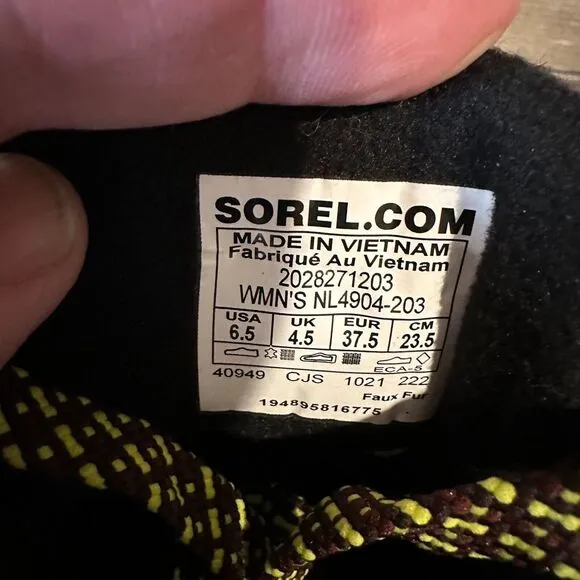 SOREL.COM
MADE IN VIETNAM
Fabriqué Au Vietnam
2028271203
WMN'S NL4904-203
USA UK EUR CM
6.5 4.5 37.5 23.5
ECA-5
40949 CJS 1021 222
Faux Fur
194895816775